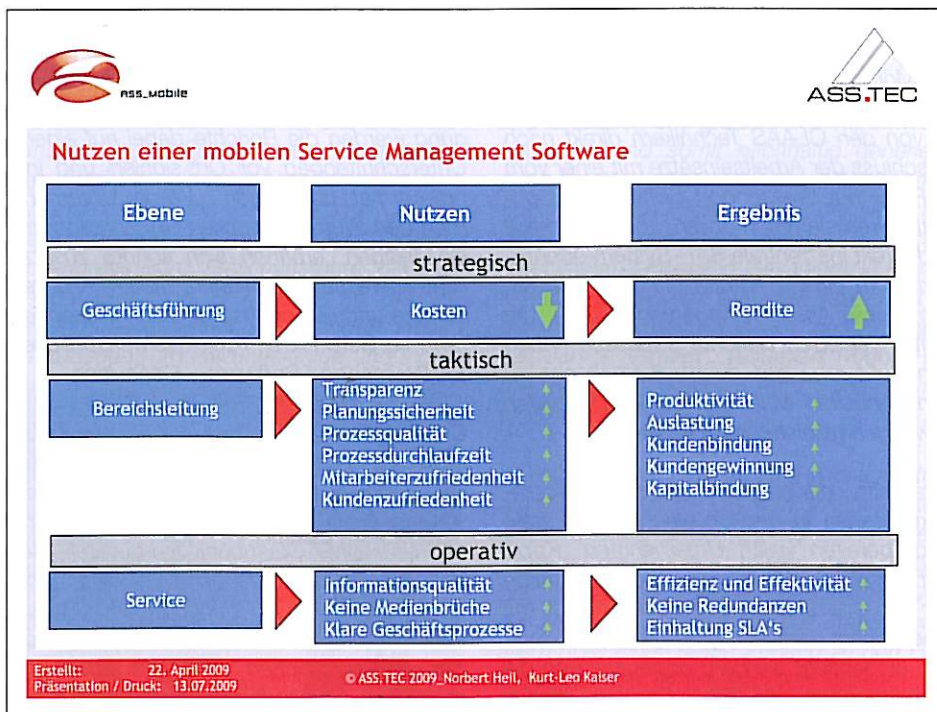 ASS_Mobile
ASS.TEC
Nutzen einer mobilen Service Management Software
Ebene
Nutzen
Ergebnis
strategisch
Geschäftsführung
Kosten
Rendite
taktisch
Bereichsleitung
Transparenz
Planungssicherheit
Prozessqualität
Prozessdurchlaufzeit
Mitarbeiterzufriedenheit
Kundenzufriedenheit
Produktivität
Auslastung
Kundenbindung
Kundengewinnung
Kapitalbindung
operativ
Service
Informationsqualität
Keine Medienbrüche
Klare Geschäftsprozesse
Effizienz und Effektivität
Keine Redundanzen
Einhaltung SLA's
Erstellt: 22. April 2009
Präsentation / Druck: 13.07.2009
© ASS.TEC 2009_Norbert Heil, Kurt-Leo Kaiser